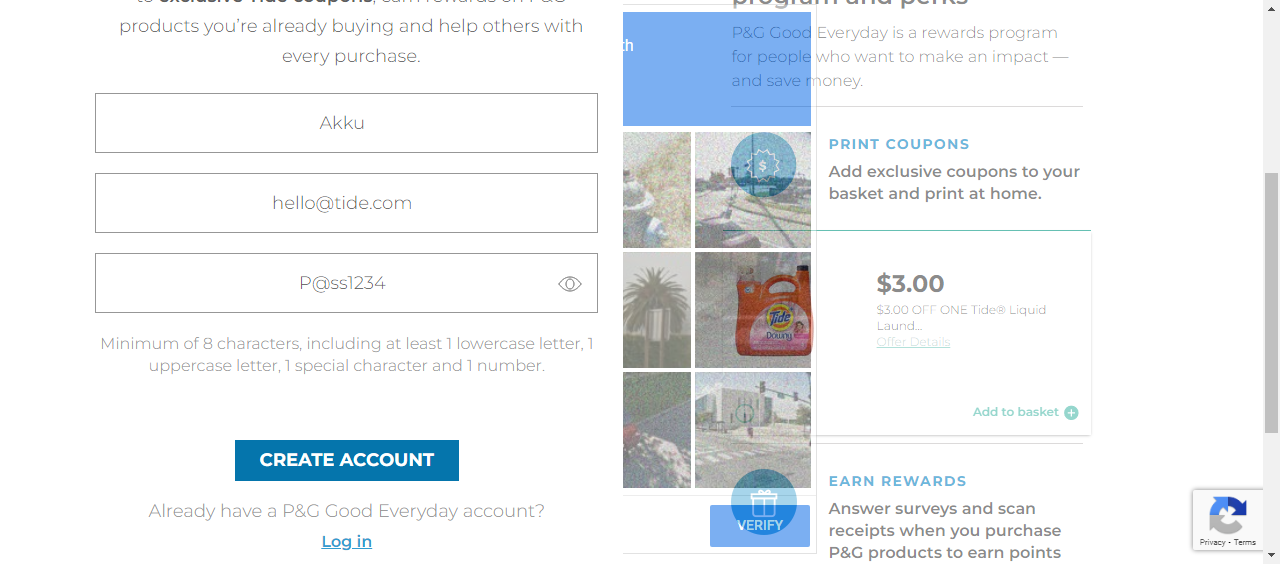 to exclusive Tide coupons, earn rewards on P&G
products you're already buying and help others with
every purchase.
Akku
hello@tide.com
P@ss1234
Minimum of 8 characters, including at least 1 lowercase letter, 1
uppercase letter, 1 special character and 1 number.
CREATE ACCOUNT
Already have a P&G Good Everyday account?
Log in
program and perks
P&G Good Everyday is a rewards program
for people who want to make an impact —
and save money.
PRINT COUPONS
Add exclusive coupons to your
basket and print at home.
$
Tide
Downy
$3.00
$3.00 OFF ONE Tide® Liquid
Laund...
Offer Details
Add to basket
EARN REWARDS
Answer surveys and scan
receipts when you purchase
P&G products to earn points
VERIFY
Privacy - Terms